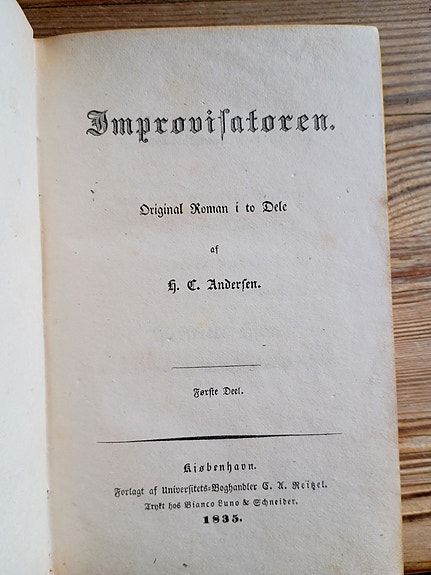 Improviſatoren.
Original Roman i to Dele
af
H. C. Anderſen.
Førſte Deel.
Kjøbenhavn.
Forlagt af Univerſitets-Boghandler C. A. Reitzel.
Trykt hos Bianco Luno & Schneider.
1835.